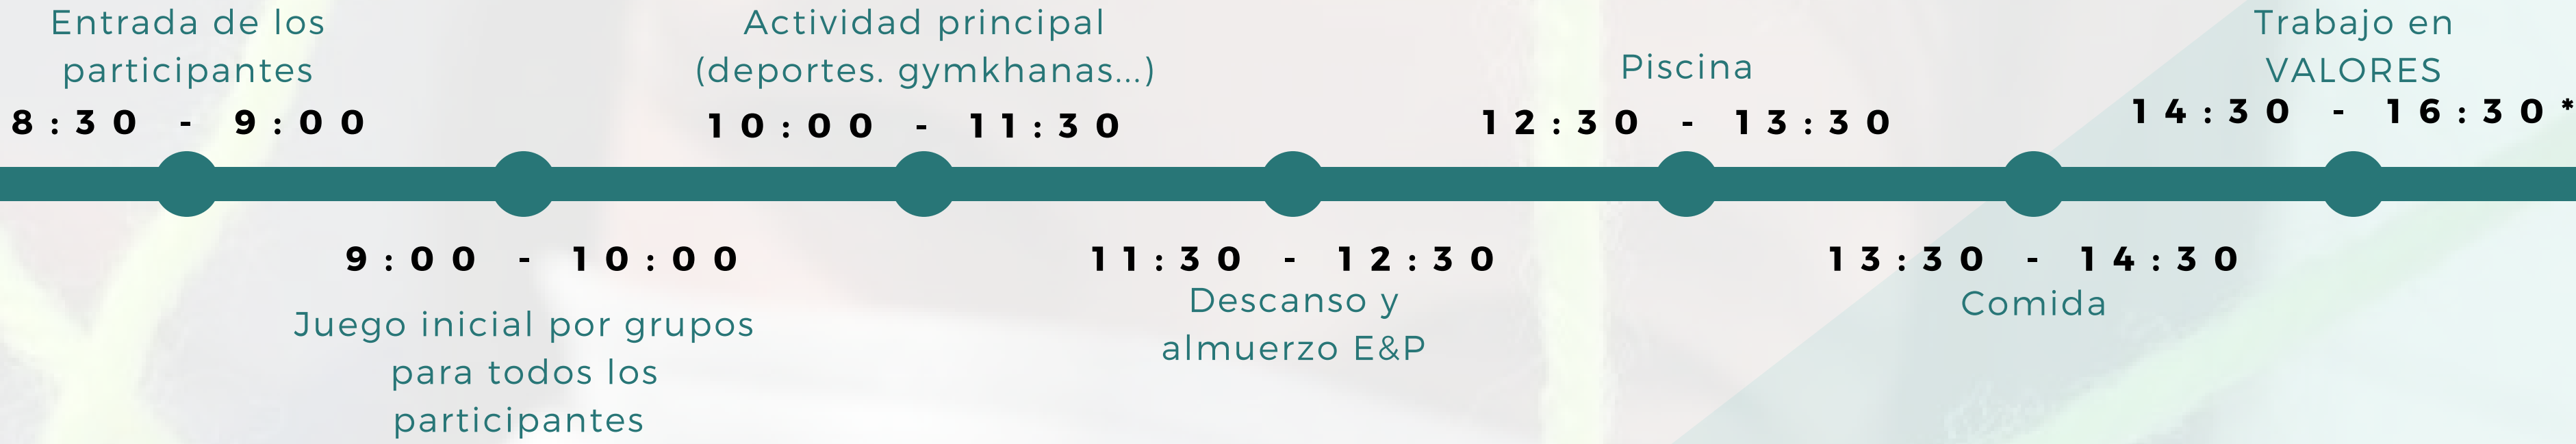 Entrada de los
participantes
8:30 - 9:00
9:00 - 10:00
Juego inicial por grupos
para todos los
participantes
Actividad principal
(deportes. gymkhanas...)
10:00 - 11:30
11:30 - 12:30
Descanso y
almuerzo E&P
Piscina
12:30 - 13:30
13:30 - 14:30
Comida
Trabajo en
VALORES
14:30 - 16:30*